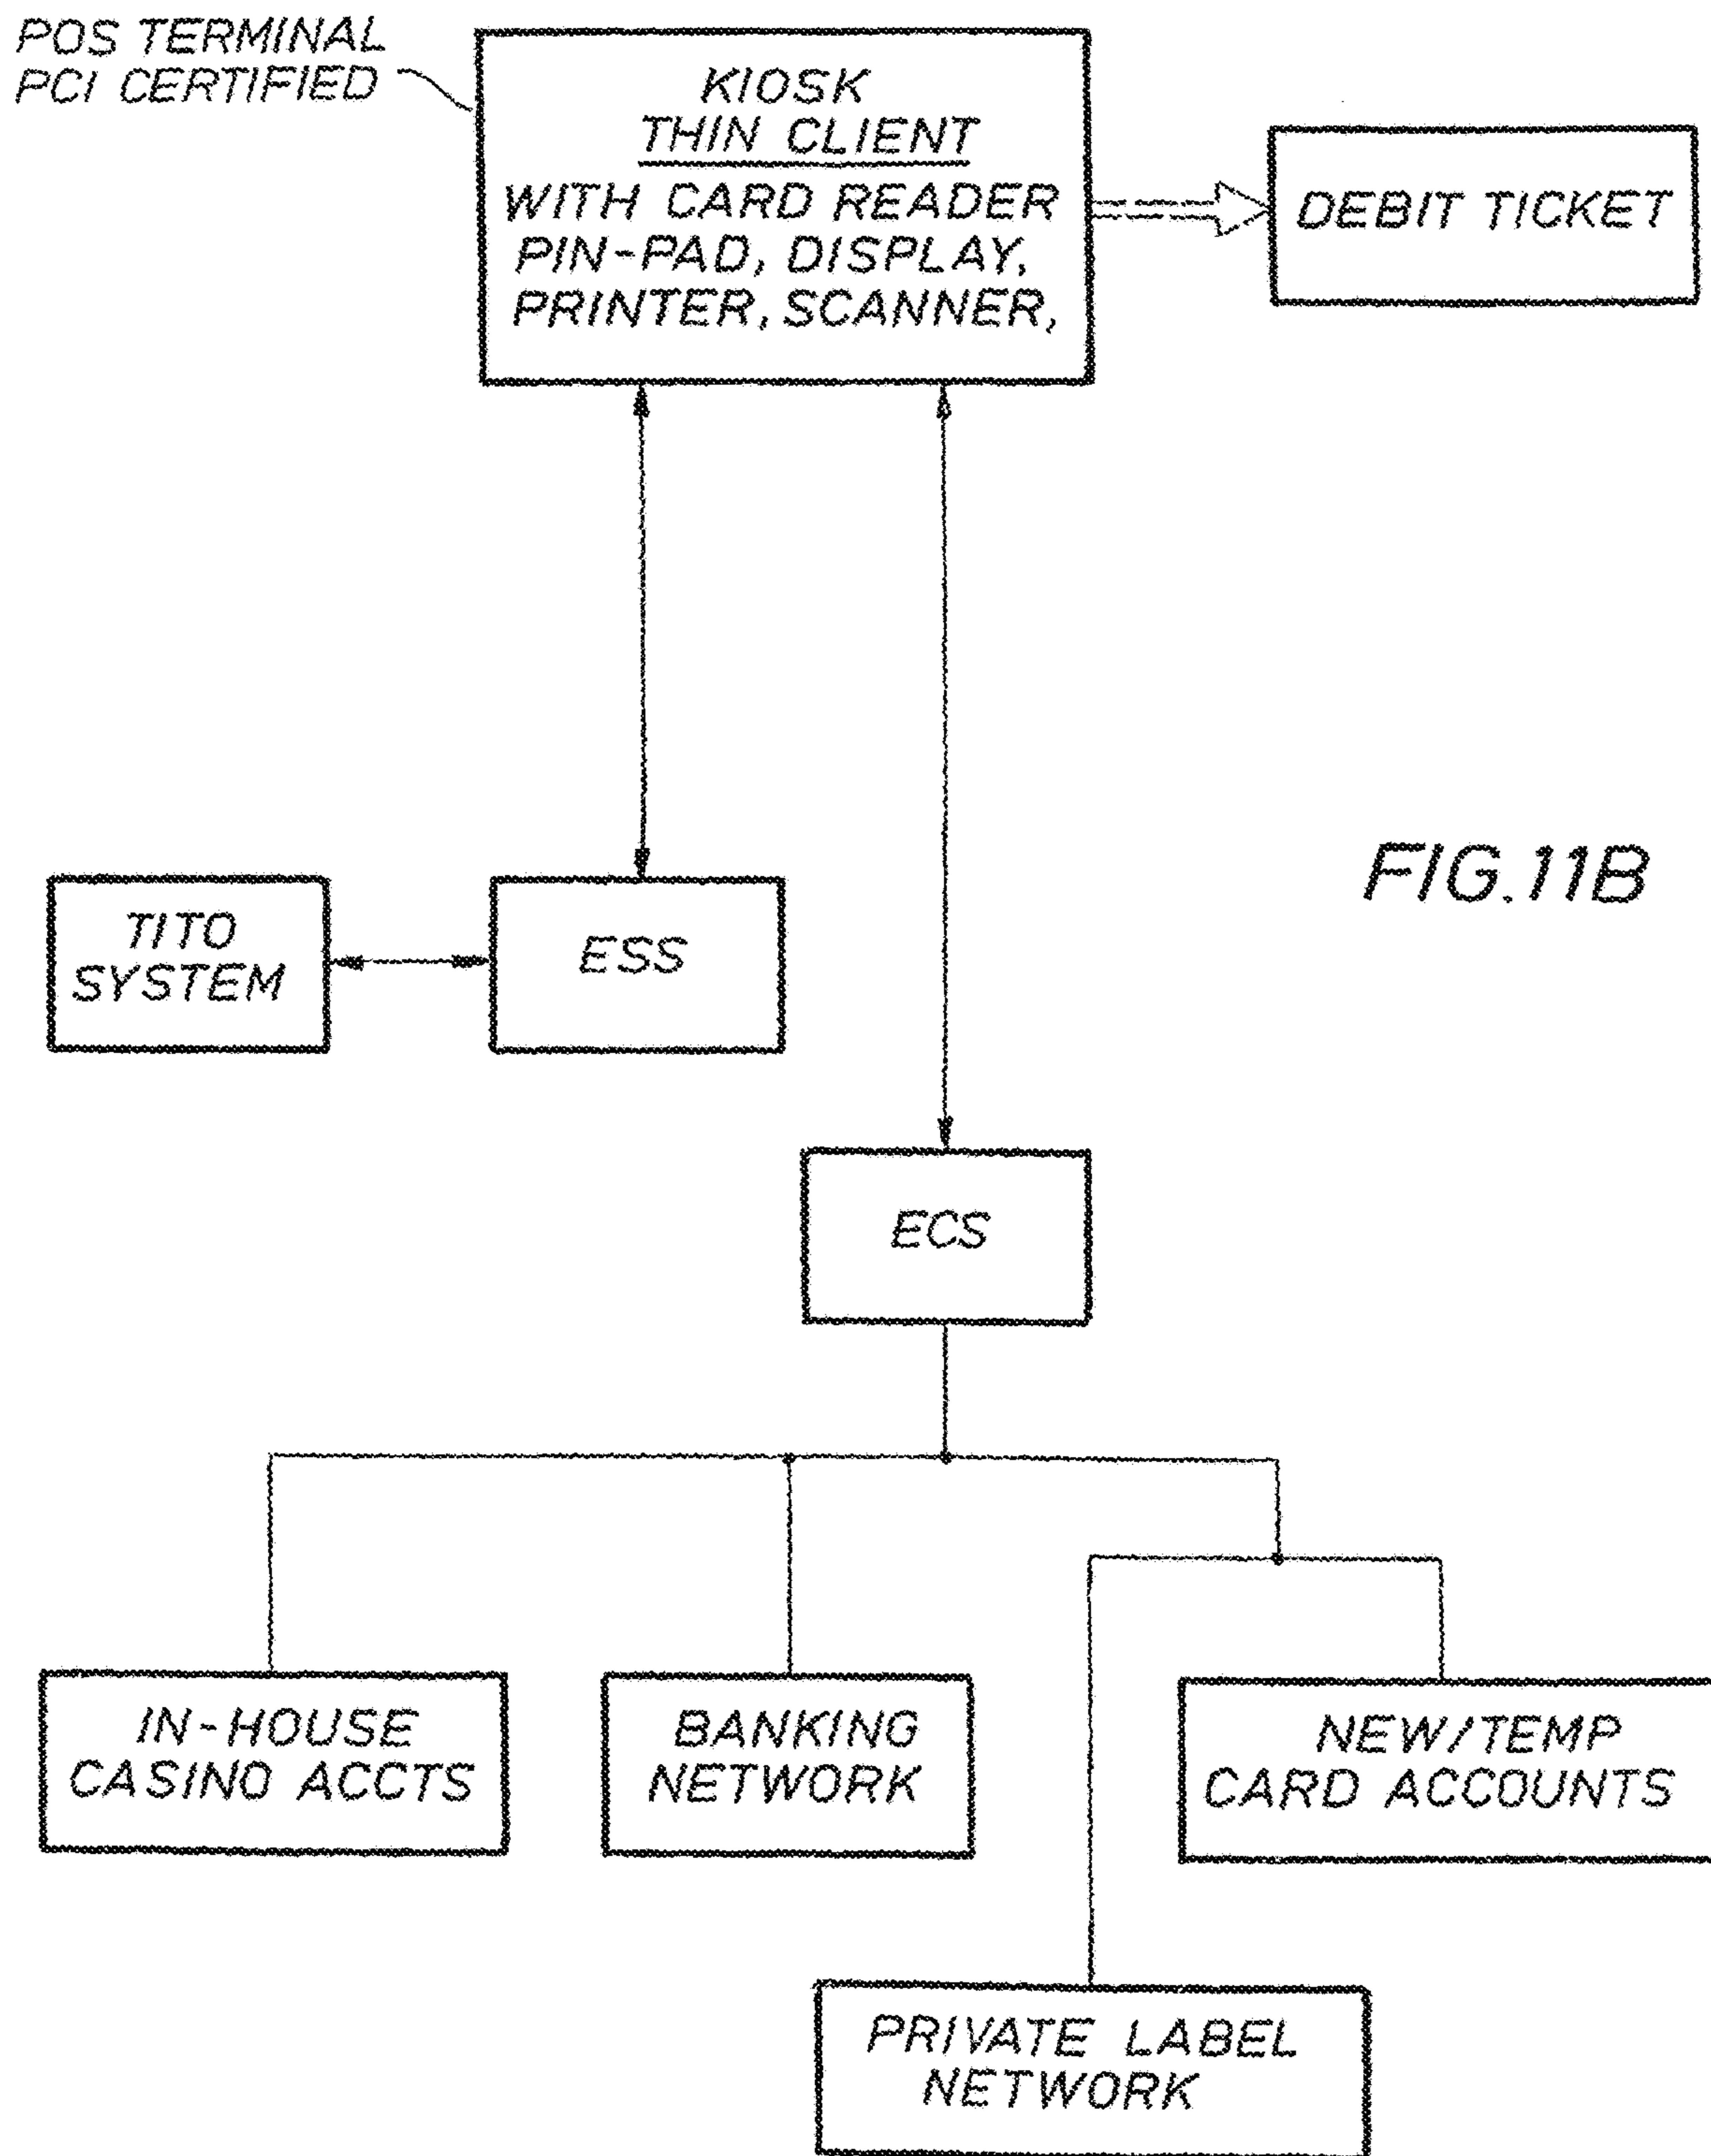 POS TERMINAL
PCI CERTIFIED
KIOSK
THIN CLIENT
WITH CARD READER
PIN-PAD, DISPLAY,
PRINTER, SCANNER,
DEBIT TICKET
FIG.11B
TITO
SYSTEM
ESS
ECS
IN-HOUSE
CASINO ACCTS
BANKING
NETWORK
NEW/TEMP
CARD ACCOUNTS
PRIVATE LABEL
NETWORK